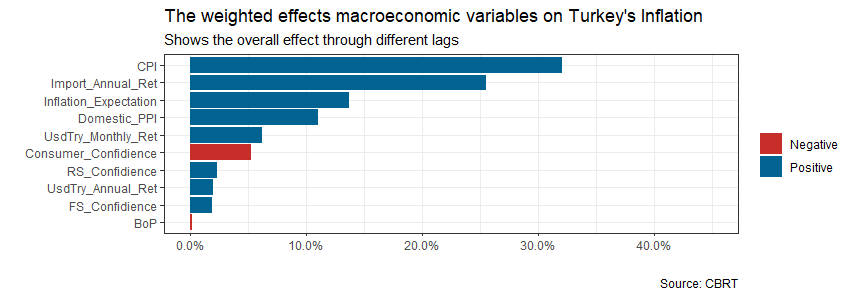 The weighted effects macroeconomic variables on Turkey's Inflation
Shows the overall effect through different lags
CPI
Import_Annual_Ret
Inflation_Expectation
Domestic_PPI
UsdTry_Monthly_Ret
Consumer_Confidence
RS_Confidence
UsdTry_Annual_Ret
FS_Confidence
BoP
0.0% 10.0% 20.0% 30.0% 40.0%
Negative
Positive
Source: CBRT